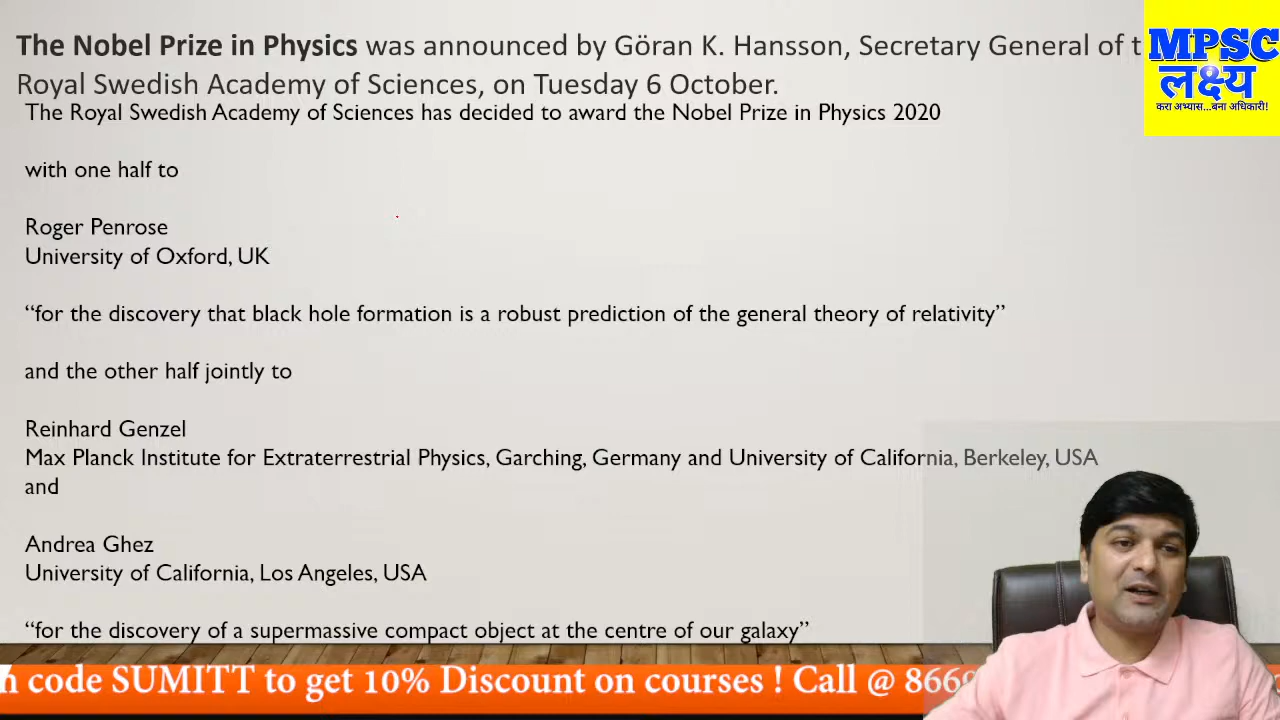 The Nobel Prize in Physics was announced by Göran K. Hansson, Secretary General of t
Royal Swedish Academy of Sciences, on Tuesday 6 October.
MPSC
लक्ष्य
करा अभ्यास...बना अधिकारी!
The Royal Swedish Academy of Sciences has decided to award the Nobel Prize in Physics 2020
with one half to
Roger Penrose
University of Oxford, UK
“for the discovery that black hole formation is a robust prediction of the general theory of relativity”
and the other half jointly to
Reinhard Genzel
Max Planck Institute for Extraterrestrial Physics, Garching, Germany and University of California, Berkeley, USA
and
Andrea Ghez
University of California, Los Angeles, USA
“for the discovery of a supermassive compact object at the centre of our galaxy”
code SUMITT to get 10% Discount on courses ! Call @ 866